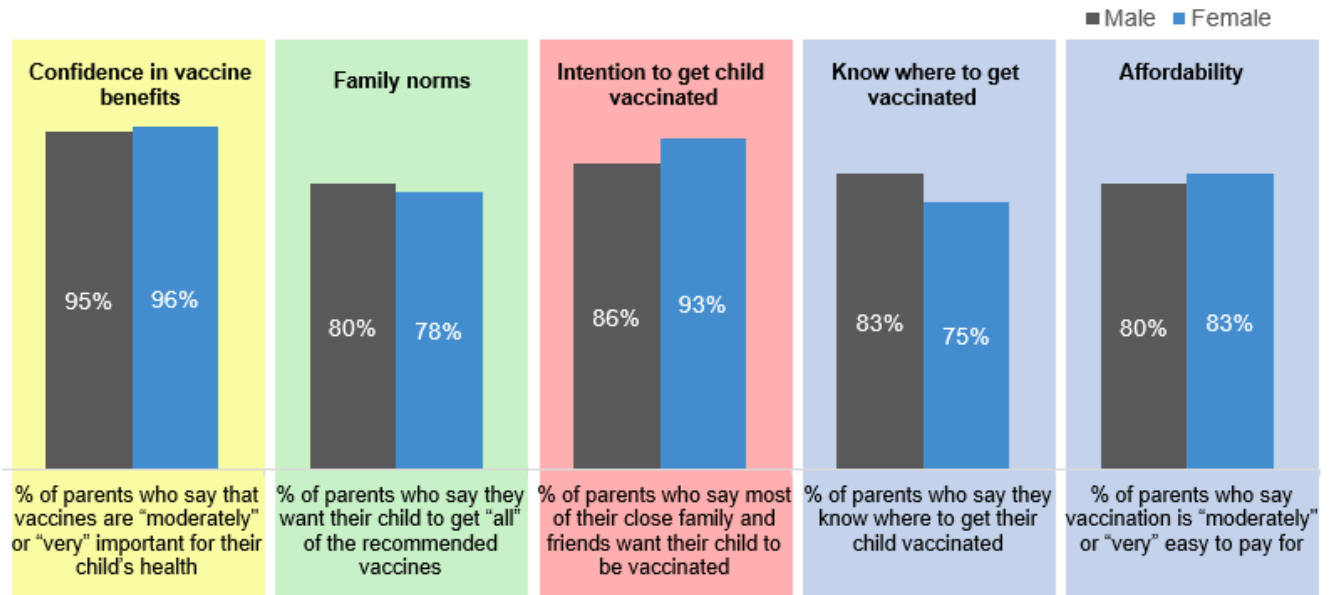 Male Female
Confidence in vaccine
benefits
Family norms
Intention to get child
vaccinated
Know where to get
vaccinated
Affordability
95% 96%
80% 78%
86% 93%
83% 75%
80% 83%
% of parents who say that
vaccines are “moderately”
or “very” important for their
child’s health
% of parents who say they
want their child to get “all”
of the recommended
vaccines
% of parents who say most
of their close family and
friends want their child to
be vaccinated
% of parents who say they
know where to get their
child vaccinated
% of parents who say
vaccination is “moderately”
or “very” easy to pay for